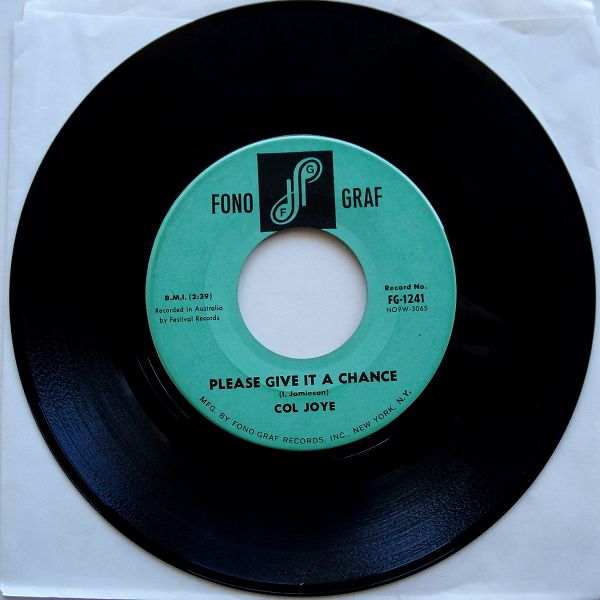 FONO GRAF
F G
B.M.I. (2:39)
Recorded in Australia
by Festival Records
Record No.
FG-1241
NO9W-3065
PLEASE GIVE IT A CHANCE
(I. Jamieson)
COL JOYE
MFG. BY FONO GRAF RECORDS, INC., NEW YORK, N.Y.